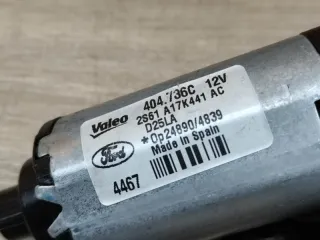 Valeo 404.736C 12V
2S61 A17K441 AC
D25LA
*Op24890/4839
Made in Spain
Ford
4467